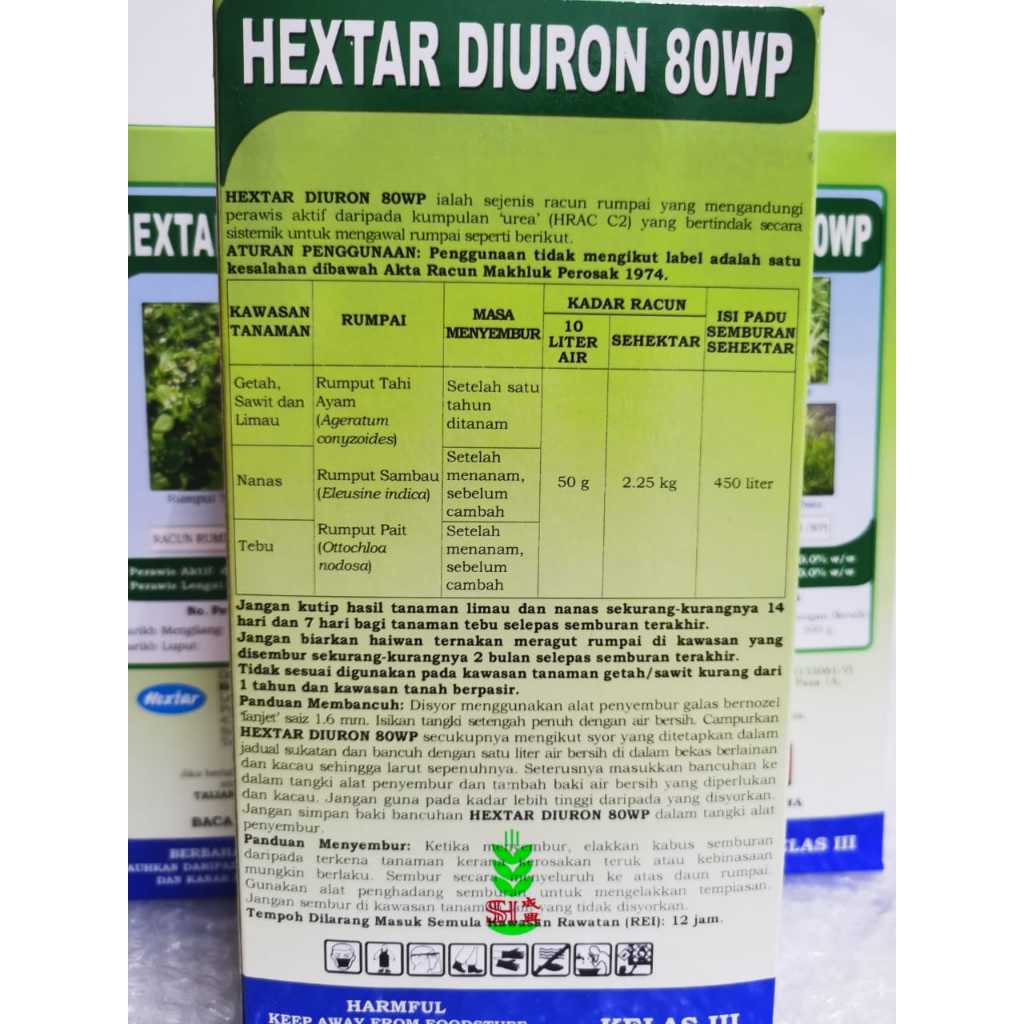 HEXTAR DIURON 80WP
HEXTAR DIURON 80WP ialah sejenis racun rumpai yang mengandungi
perawis aktif daripada kumpulan 'urea' (HRAC C2) yang bertindak secara
sistemik untuk mengawal rumpai seperti berikut.
ATURAN PENGGUNAAN: Penggunaan tidak mengikut label adalah satu
kesalahan dibawah Akta Racun Makhluk Perosak 1974.
KAWASAN
TANAMAN
RUMPAI
MASA
MENYEMBUR
KADAR RACUN
10
LITER
AIR
SEHEKTAR
ISI PADU
SEMBURAN
SEHEKTAR
Getah,
Sawit dan
Limau
Rumput Tahi
Ayam
(Ageratum
conyzoides)
Setelah satu
tahun
ditanam
Nanas
Rumput Sambau
(Eleusine indica)
Setelah
menanam,
sebelum
cambah
50 g
2.25 kg
450 liter
Tebu
Rumput Pait
(Ottochloa
nodosa)
Setelah
menanam,
sebelum
cambah
Jangan kutip hasil tanaman limau dan nanas sekurang-kurangnya 14
hari dan 7 hari bagi tanaman tebu selepas semburan terakhir.
Jangan biarkan haiwan ternakan meragut rumpai di kawasan yang
disembur sekurang-kurangnya 2 bulan selepas semburan terakhir.
Tidak sesuai digunakan pada kawasan tanaman getah/sawit kurang dari
1 tahun dan kawasan tanah berpasir.
Panduan Membancuh: Disyor menggunakan alat penyembur galas bernozel
'fanjet' saiz 1.6 mm. Isikan tangki setengah penuh dengan air bersih. Campurkan
HEXTAR DIURON 80WP secukupnya mengikut syor yang ditetapkan dalam
jadual sukatan dan bancuh dengan satu liter air bersih di dalam bekas berlainan
dan kacau sehingga larut sepenuhnya. Seterusnya masukkan bancuhan ke
dalam tangki alat penyembur dan tambah baki air bersih yang diperlukan
dan kacau. Jangan guna pada kadar lebih tinggi daripada yang disyorkan.
Jangan simpan baki bancuhan HEXTAR DIURON 80WP dalam tangki alat
penyembur.
Panduan Menyembur: Ketika menyembur, elakkan kabus semburan
daripada terkena tanaman kerana kerosakan teruk atau kebinasaan
mungkin berlaku. Sembur secara menyeluruh ke atas daun rumpai.
Gunakan alat penghadang semburan untuk mengelakkan tempiasan.
Jangan sembur di kawasan tanaman yang tidak disyorkan.
Tempoh Dilarang Masuk Semula Kawasan Rawatan (REI): 12 jam.
HARMFUL
KEEP AWAY FROM FOODSTUFF
KELAS III
HEXTA
Hextar
RACUN RUMP
BACA
0WP
ELAS III